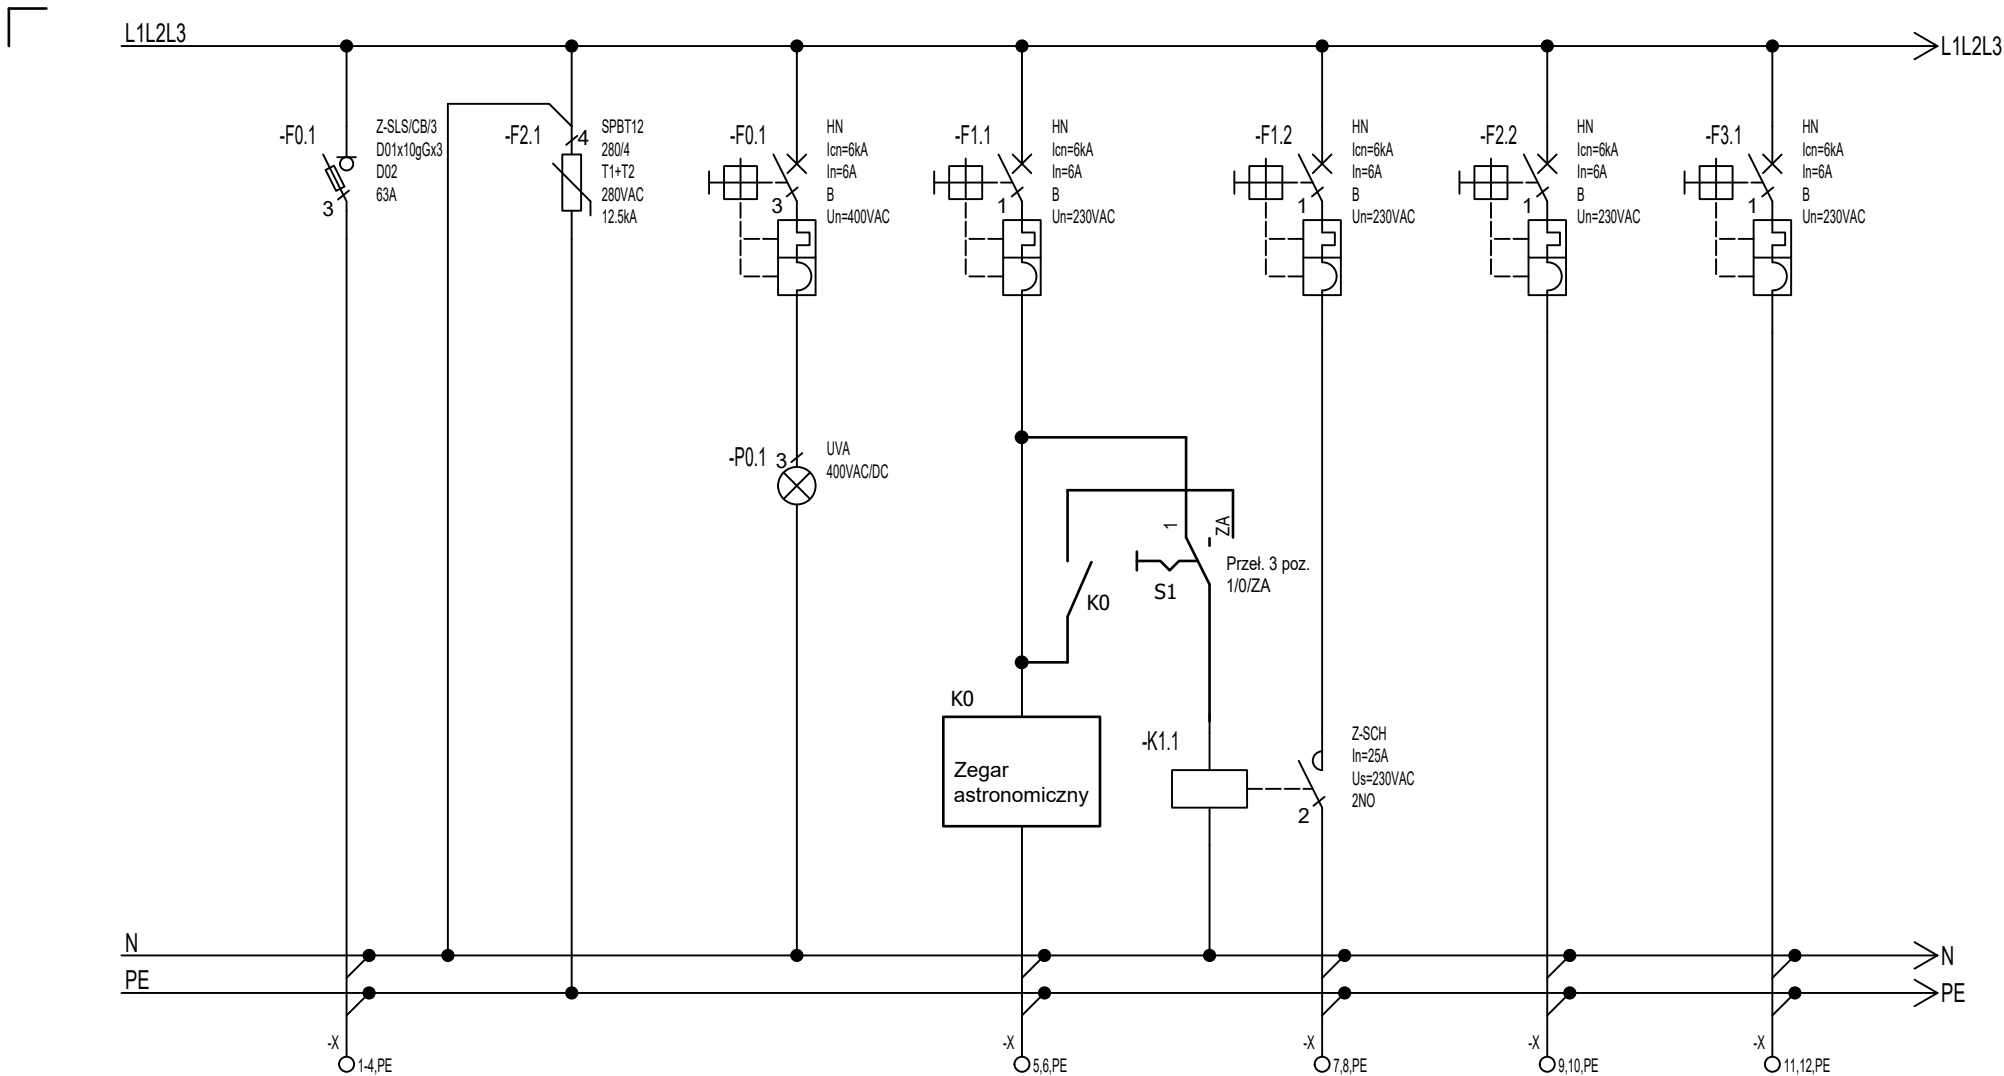 L1L2L3
L1L2L3
-F0.1
Z-SLS/CB/3
D01x10gGx3
D02
63A
3
-F2.1
4
SPBT12
280/4
T1+T2
280VAC
12.5kA
-F0.1
3
HN
Icn=6kA
In=6A
B
Un=400VAC
-F1.1
1
HN
Icn=6kA
In=6A
B
Un=230VAC
-F1.2
1
HN
Icn=6kA
In=6A
B
Un=230VAC
-F2.2
1
HN
Icn=6kA
In=6A
B
Un=230VAC
-F3.1
1
HN
Icn=6kA
In=6A
B
Un=230VAC
-P0.1
3
UVA
400VAC/DC
1
ZA
Przeł. 3 poz.
1/0/ZA
S1
K0
K0
Zegar
astronomiczny
-K1.1
2
Z-SCH
In=25A
Us=230VAC
2NO
N
N
PE
PE
-X
1-4,PE
-X
5,6,PE
-X
7,8,PE
-X
9,10,PE
-X
11,12,PE